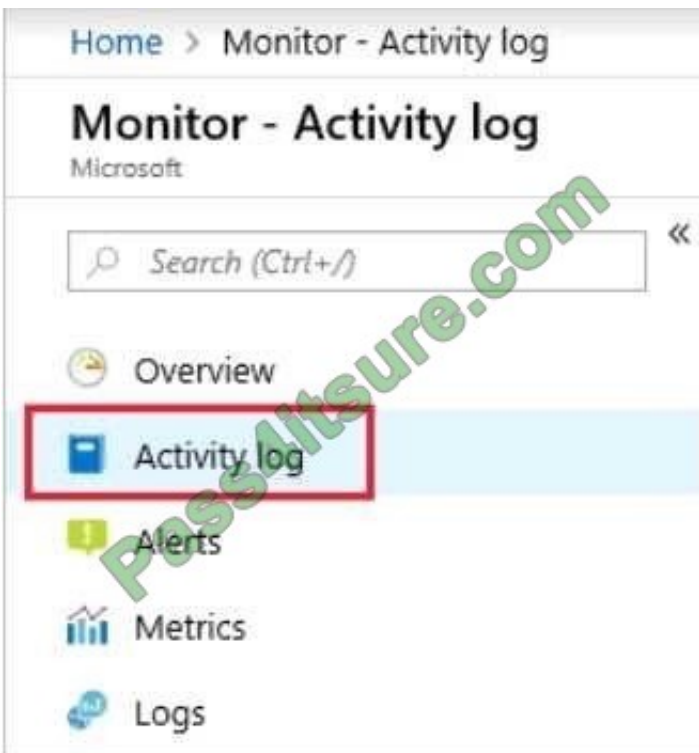 Home > Monitor - Activity log
Monitor - Activity log
Microsoft
Search (Ctrl+/)
«
Overview
Activity log
Alerts
Metrics
Logs
Pass4itsure.com